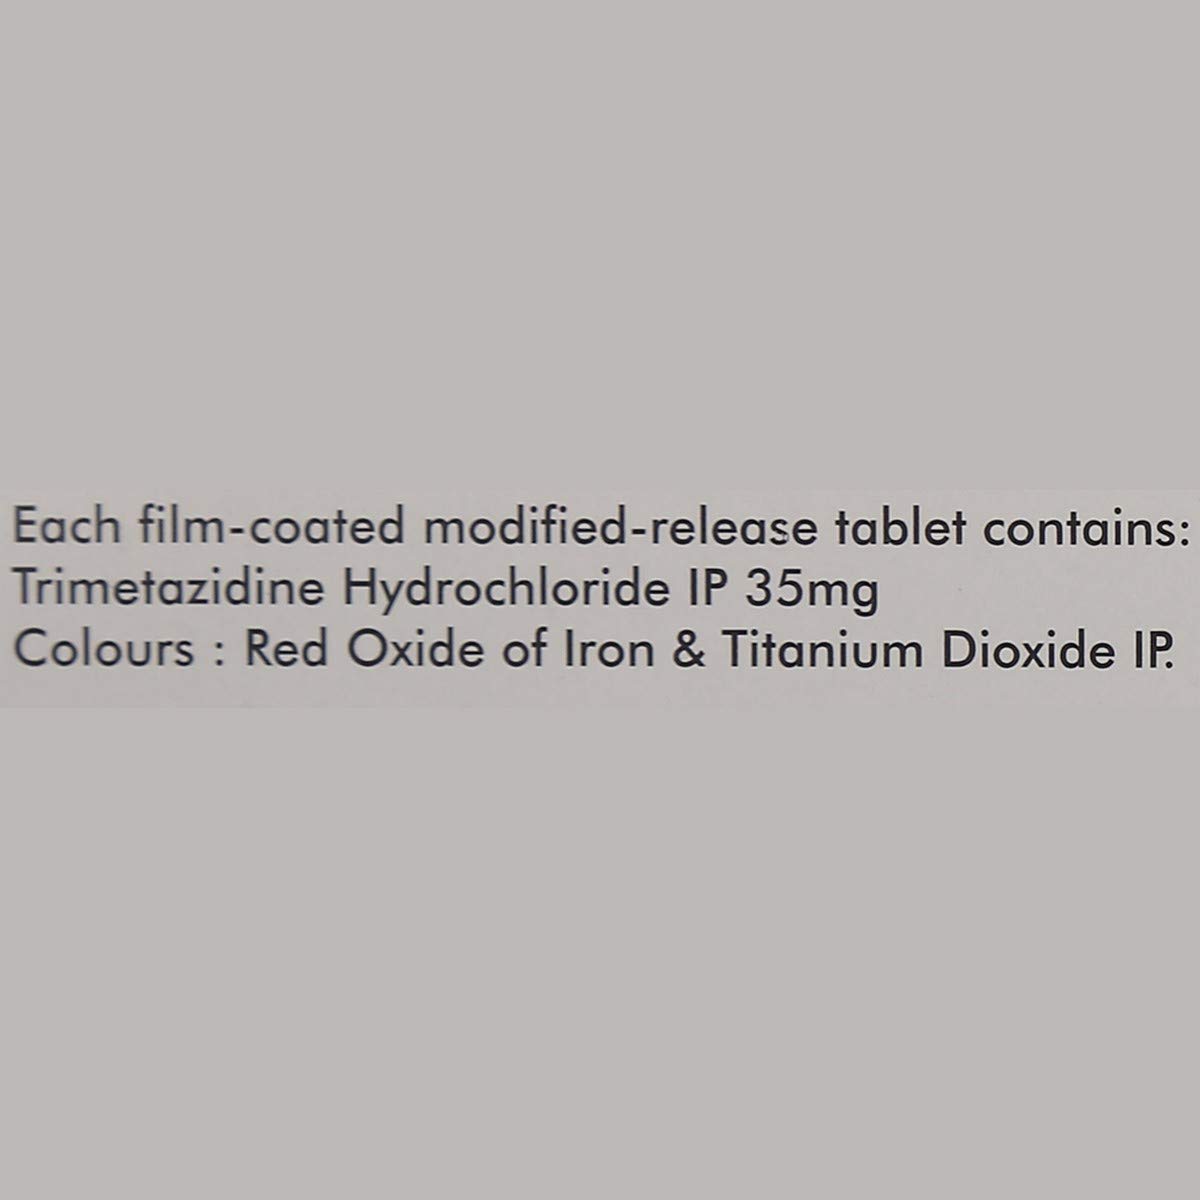 Each film-coated modified-release tablet contains:
Trimetazidine Hydrochloride IP 35mg
Colours : Red Oxide of Iron & Titanium Dioxide IP.